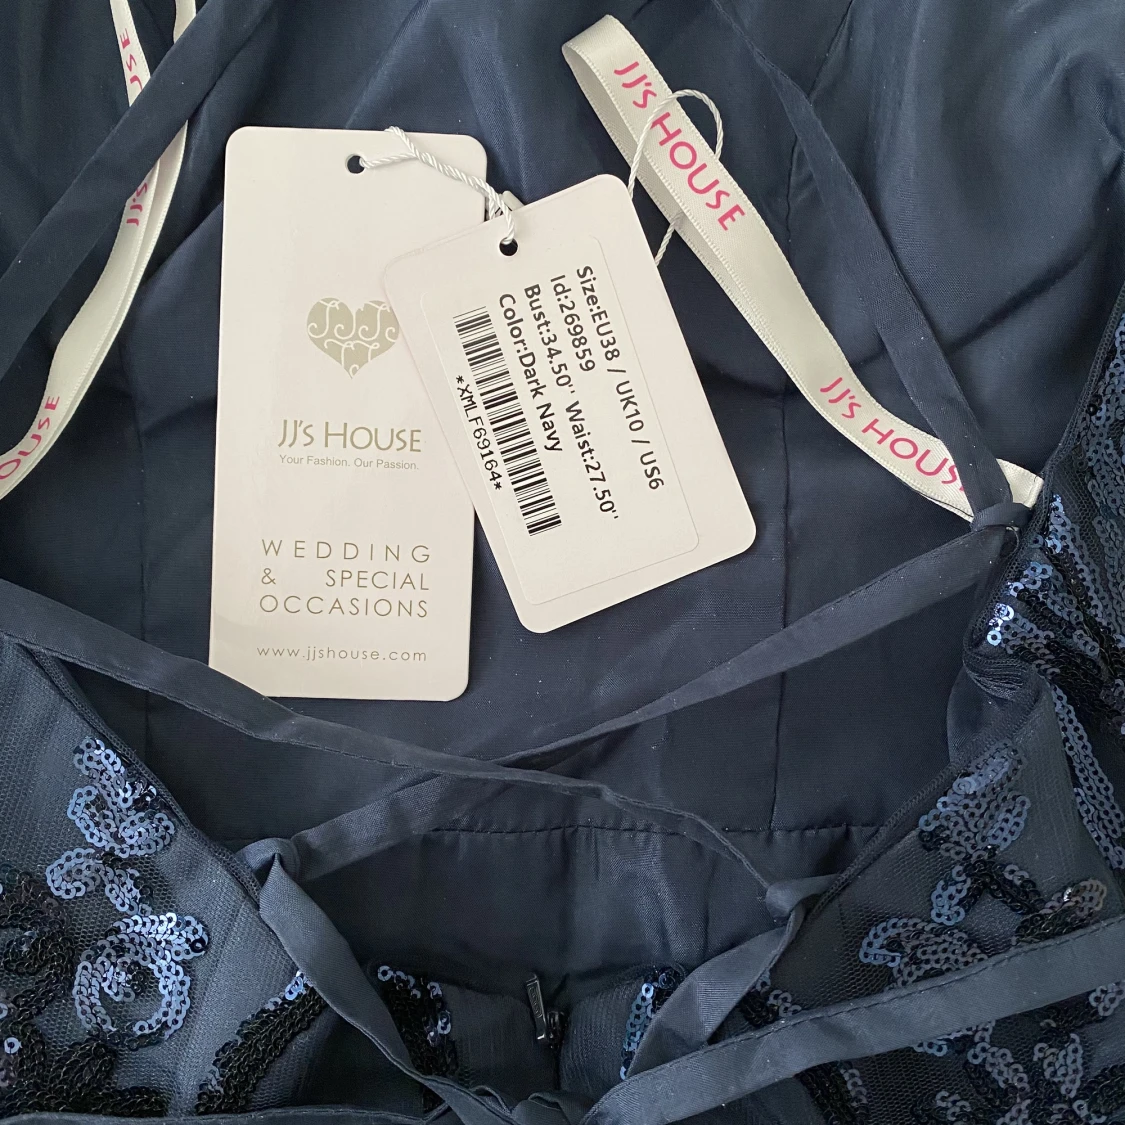 JJ'S HOUSE
JJ'S HOUSE
JJ's HOUSE
Your Fashion. Our Passion.
WEDDING
& SPECIAL
OCCASIONS
www.jjshouse.com
Size:EU38 / UK10 / US6
Id:269859
Bust:34.50'' Waist:27.50''
Color:Dark Navy
*XMLF69164*